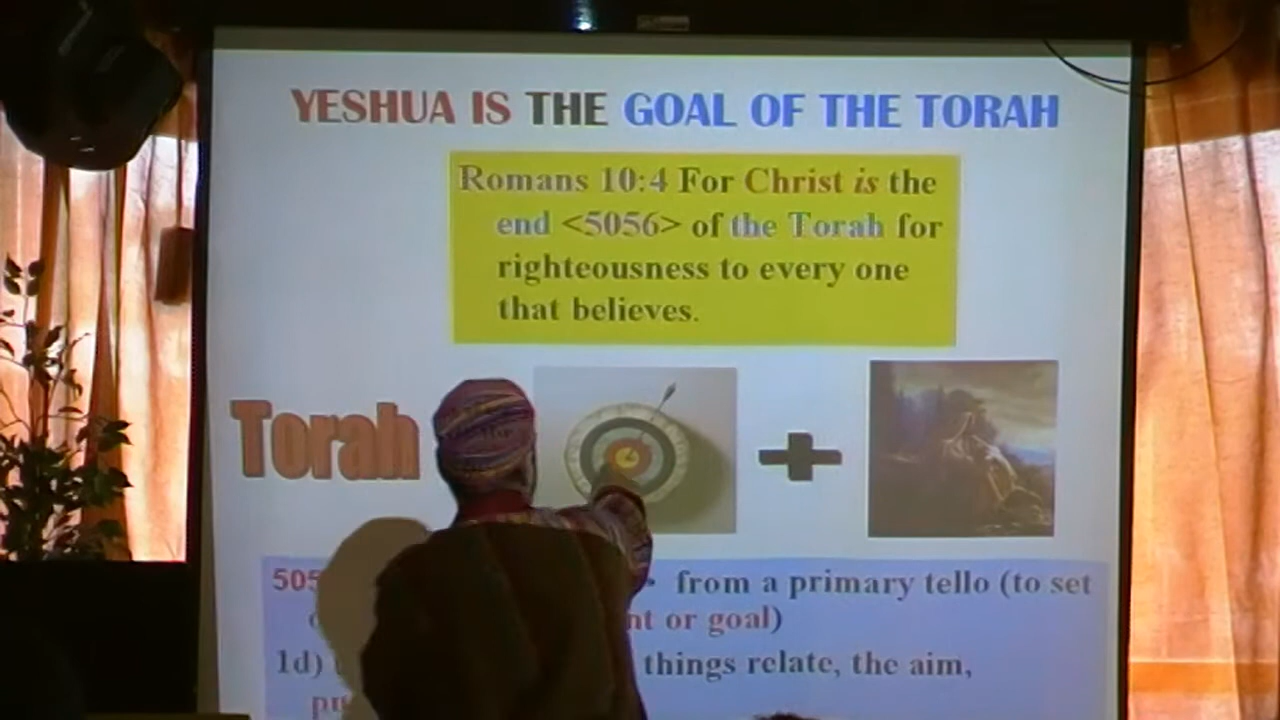 YESHUA IS THE GOAL OF THE TORAH
Romans 10:4 For Christ is the
end <5056> of the Torah for
righteousness to every one
that believes.
Torah
from a primary tello (to set
or goal)
1d) things relate, the aim,